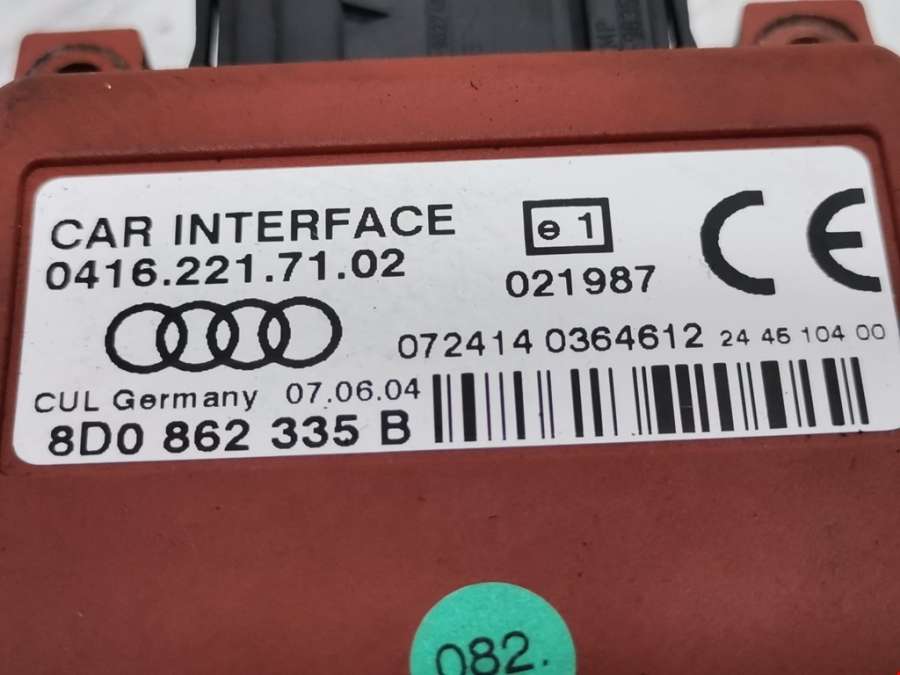 CAR INTERFACE
0416.221.71.02
e 1
021987
CE
072414 0364612 24 46 104 00
CUL Germany 07.06.04
8D0 862 335 B
082.